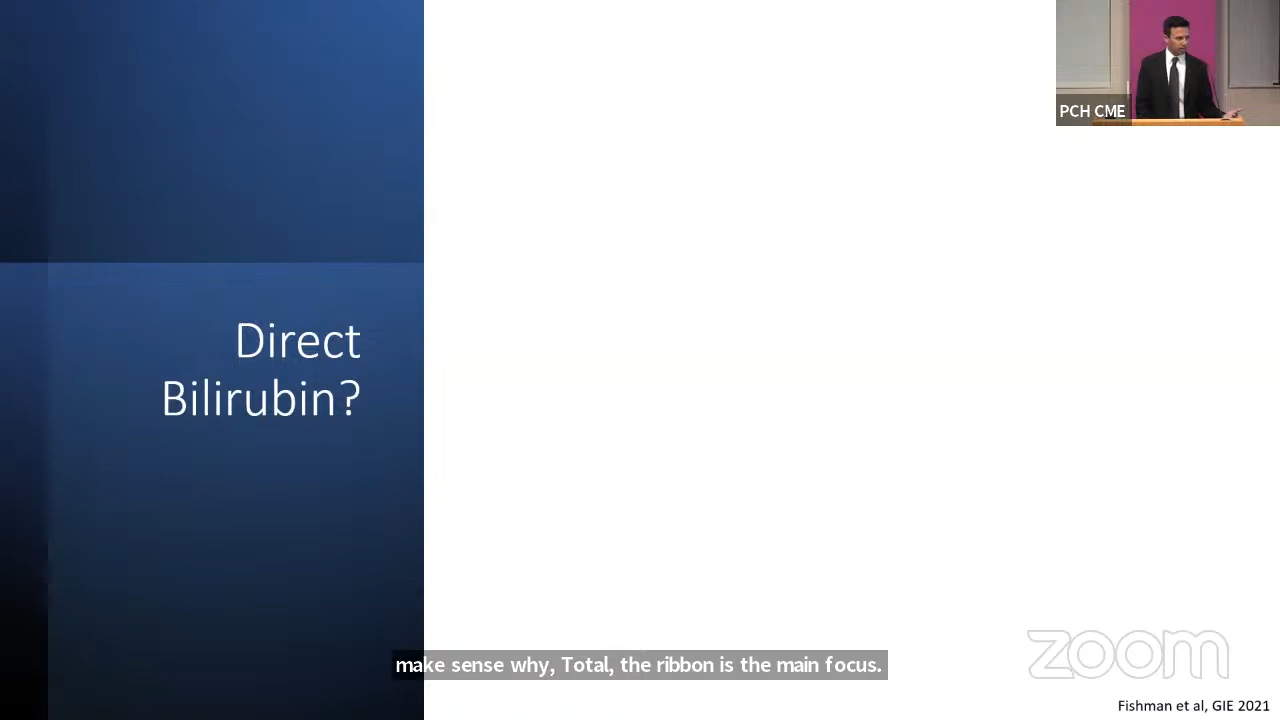 PCH CME
Direct
Bilirubin?
make sense why, Total, the ribbon is the main focus.
zoom
Fishman et al, GIE 2021